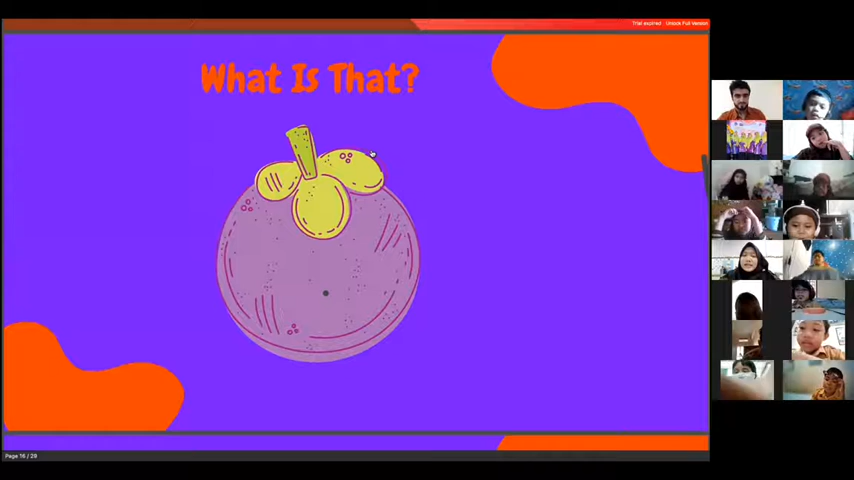 Trial expired Unlock Full Version
What Is That?
Page 16 / 29